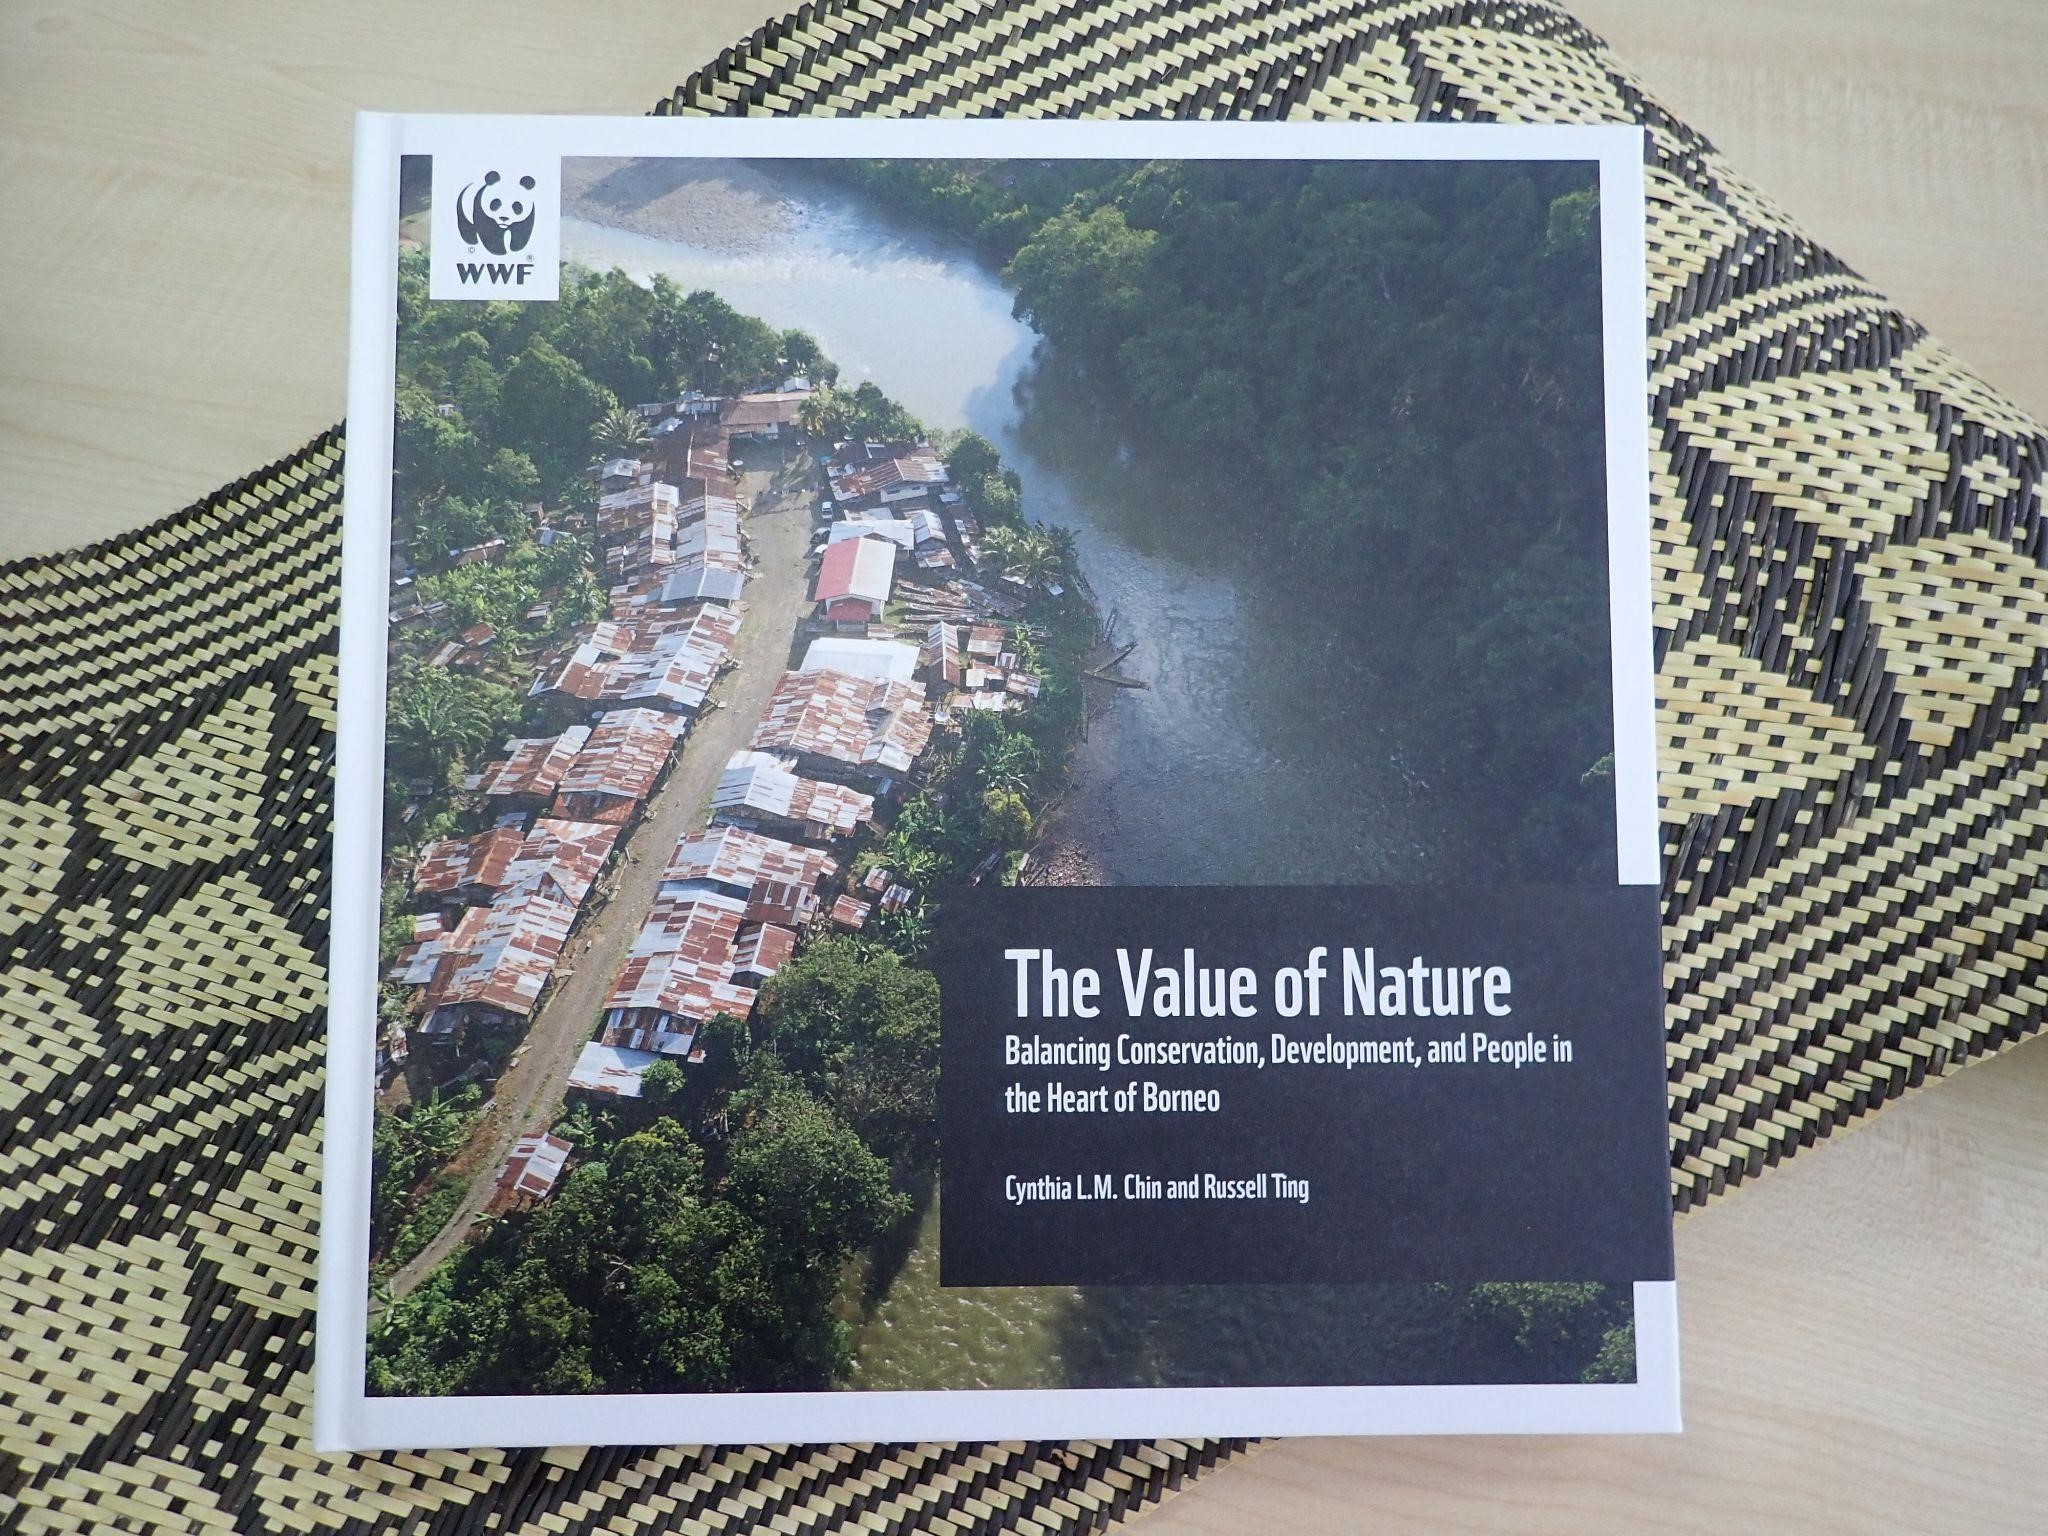 WWF
The Value of Nature
Balancing Conservation, Development, and People in
the Heart of Borneo
Cynthia L.M. Chin and Russell Ting